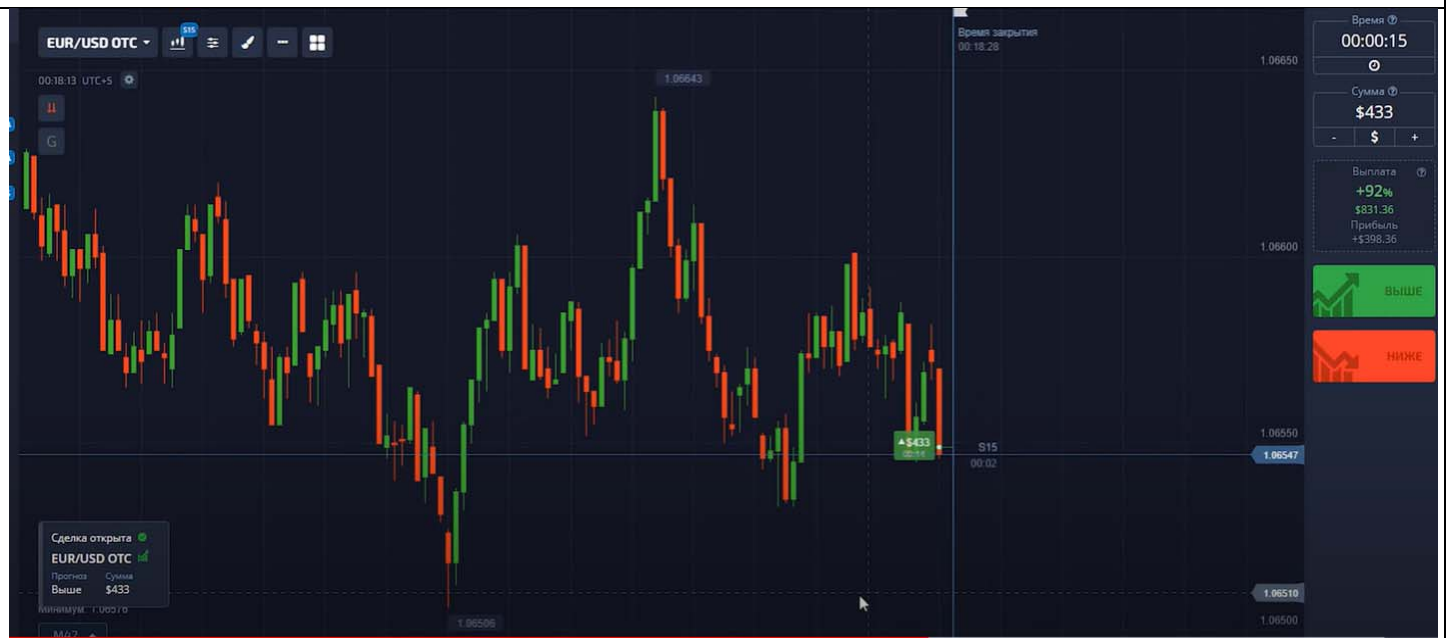 EUR/USD OTC
S15
00:18:13 UTC+5
G
Время закрытия
00:18:28
1.06643
1.06650
1.06600
1.06550
1.06547
1.06510
1.06500
▲$433
S15
00:02
1.06506
Сделка открыта
EUR/USD OTC
Прогноз Сумма
Выше $433
Минимум: 1.06576
Время
00:00:15
Сумма
$433
- $ +
Выплата
+92%
$831.36
Прибыль
+$398.36
ВЫШЕ
НИЖЕ